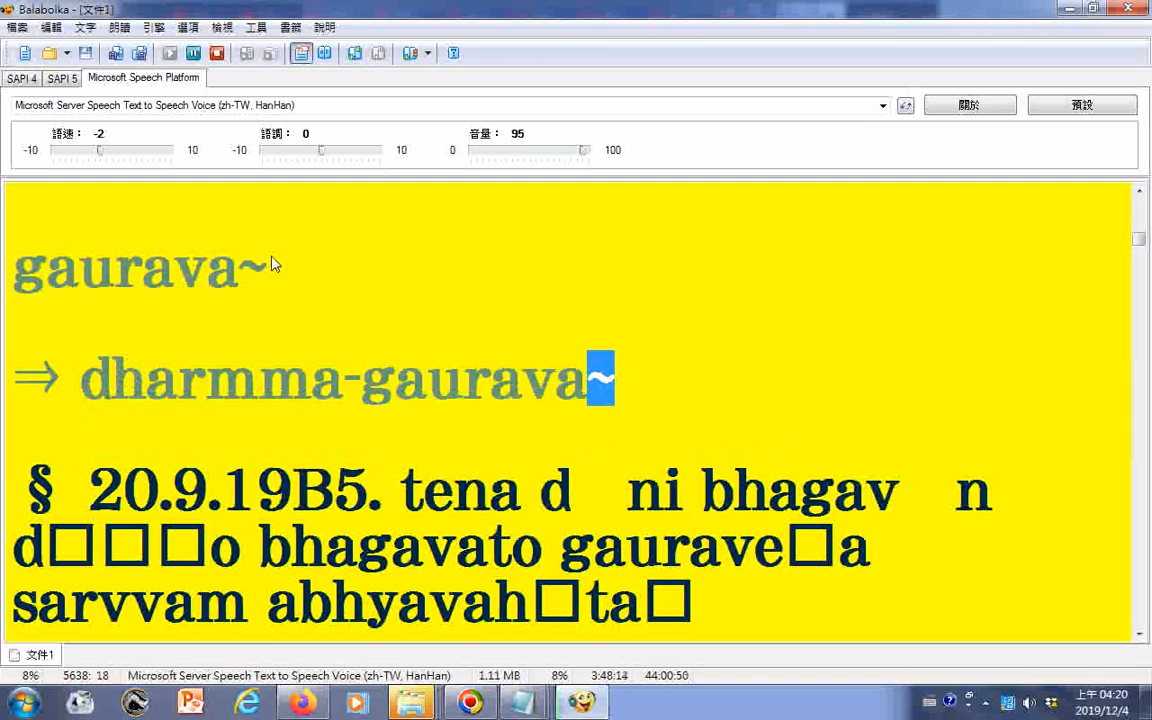 Balabolka - [文件1]
檔案 編輯 文字 朗讀 引擎 選項 檢視 工具 書籤 說明
SAPI 4 SAPI 5 Microsoft Speech Platform
Microsoft Server Speech Text to Speech Voice (zh-TW, HanHan) 關於 預設
語速： -2 語調： 0 音量： 95
-10 10 -10 10 0 100
gaurava~
⇒ dharmma-gaurava~
§ 20.9.19B5. tena d ni bhagav n
d□□□o bhagavato gaurave□a
sarvvam abhyavah□ta□
文件1
8% 5638: 18 Microsoft Server Speech Text to Speech Voice (zh-TW, HanHan) 1.11 MB 8% 3:48:14 44:00:50
上午 04:20
2019/12/4